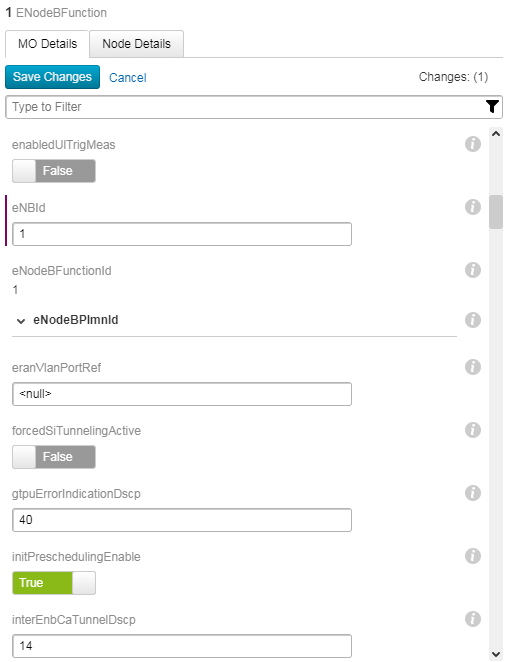 1 ENodeBFunction
MO Details
Node Details
Save Changes
Cancel
Changes: (1)
Type to Filter
enabledUlTrigMeas
False
eNBId
1
eNodeBFunctionId
1
eNodeBPlmnId
eranVlanPortRef
<null>
forcedSiTunnelingActive
False
gtpuErrorIndicationDscp
40
initPreschedulingEnable
True
interEnbCaTunnelDscp
14